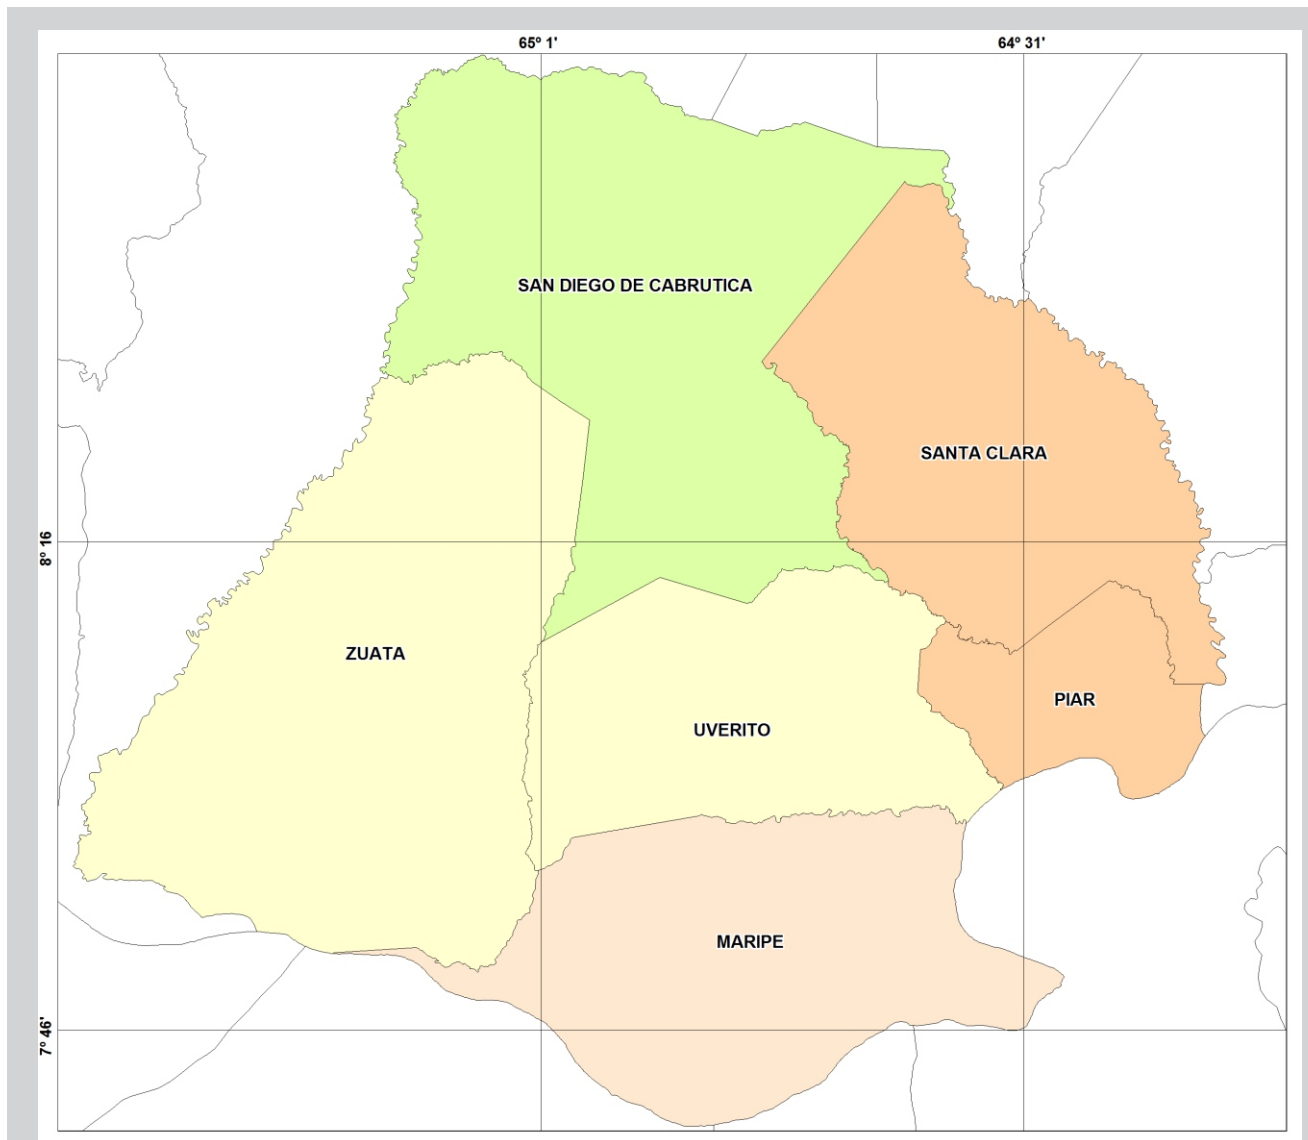 65º 1'
64º 31'
SAN DIEGO DE CABRUTICA
SANTA CLARA
8º 16
ZUATA
PIAR
UVERITO
MARIPE
7º 46'